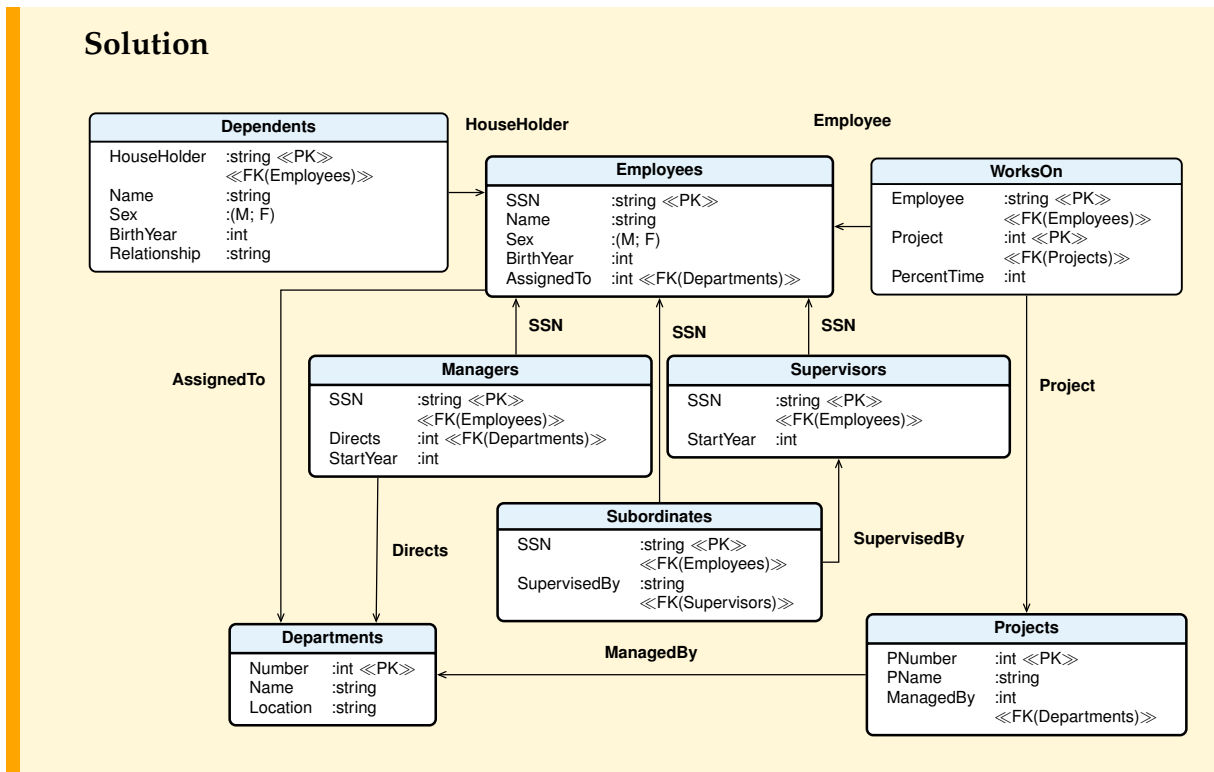 Solution
Dependents
HouseHolder :string ≪PK≫
≪FK(Employees)≫
Name :string
Sex :(M; F)
BirthYear :int
Relationship :string
HouseHolder
Employee
Employees
SSN :string ≪PK≫
Name :string
Sex :(M; F)
BirthYear :int
AssignedTo :int ≪FK(Departments)≫
WorksOn
Employee :string ≪PK≫
≪FK(Employees)≫
Project :int ≪PK≫
≪FK(Projects)≫
PercentTime :int
SSN
SSN
SSN
AssignedTo
Managers
SSN :string ≪PK≫
≪FK(Employees)≫
Directs :int ≪FK(Departments)≫
StartYear :int
Supervisors
SSN :string ≪PK≫
≪FK(Employees)≫
StartYear :int
Project
Subordinates
SSN :string ≪PK≫
≪FK(Employees)≫
SupervisedBy :string
≪FK(Supervisors)≫
Directs
SupervisedBy
Departments
Number :int ≪PK≫
Name :string
Location :string
ManagedBy
Projects
PNumber :int ≪PK≫
PName :string
ManagedBy :int
≪FK(Departments)≫